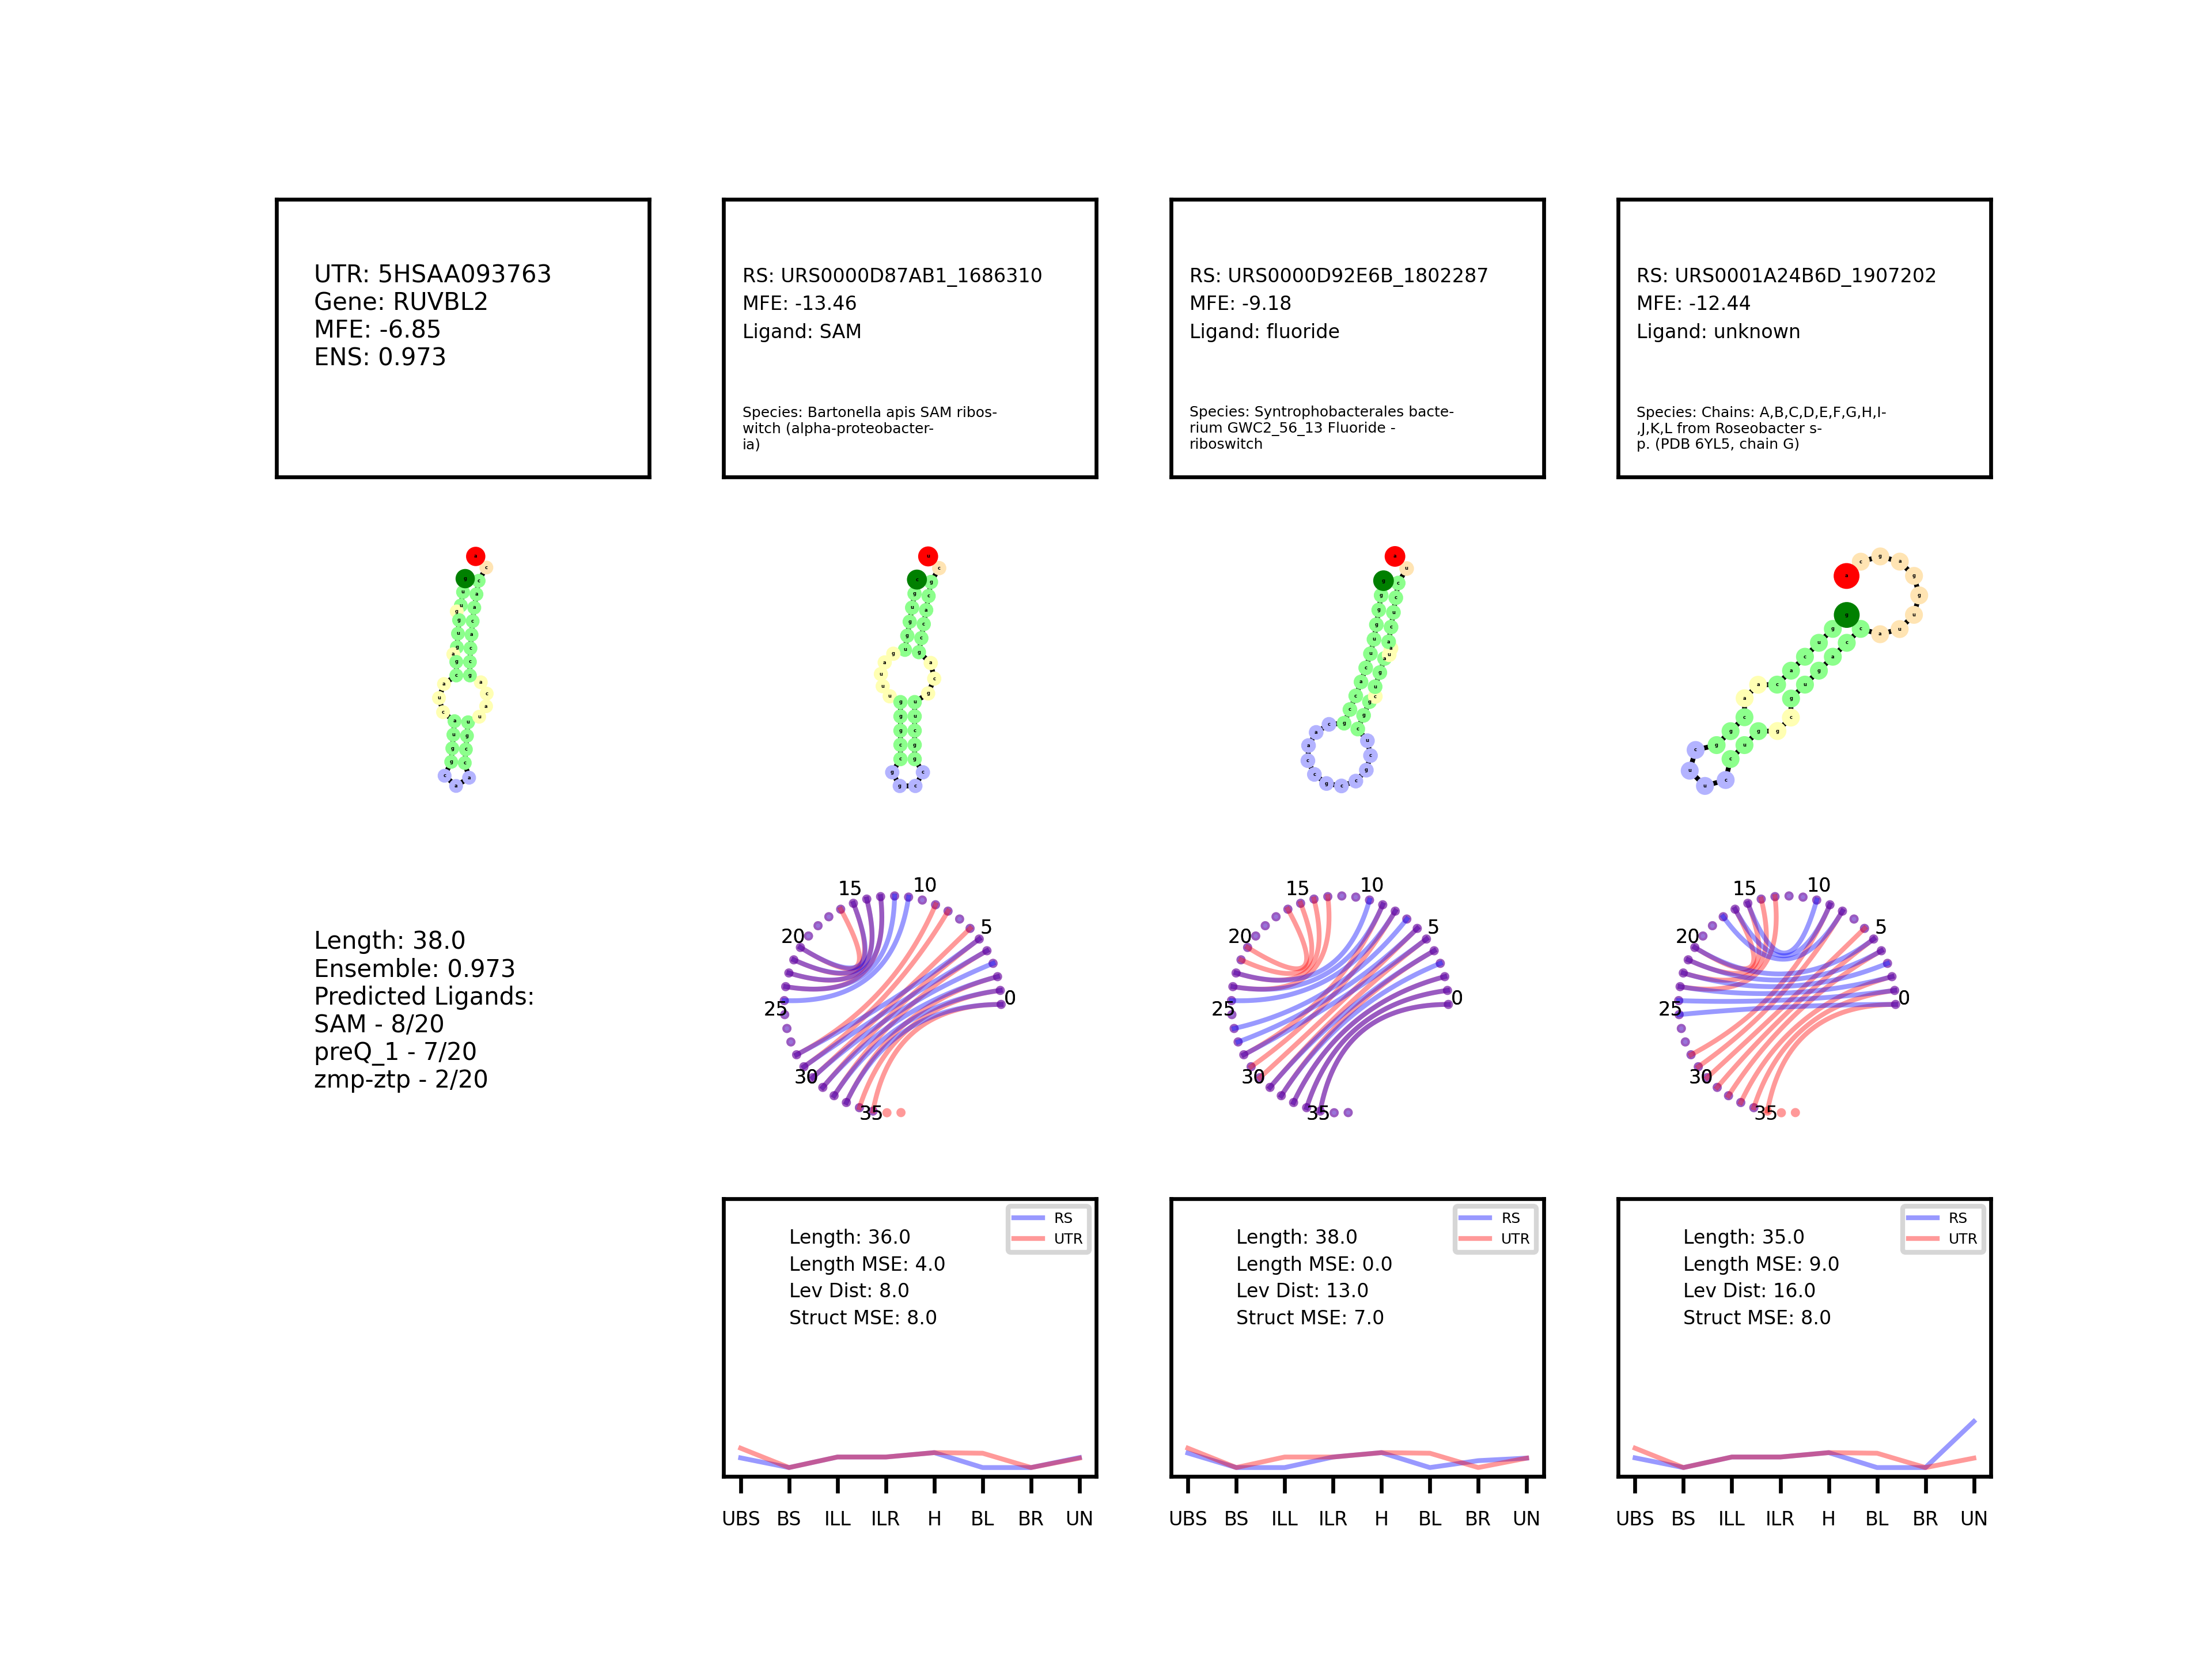 UTR: 5HSAA093763
Gene: RUVBL2
MFE: -6.85
ENS: 0.973
RS: URS0000D87AB1_1686310
MFE: -13.46
Ligand: SAM
Species: Bartonella apis SAM ribos-
witch (alpha-proteobacter-
ia)
RS: URS0000D92E6B_1802287
MFE: -9.18
Ligand: fluoride
Species: Syntrophobacterales bacte-
rium GWC2_56_13 Fluoride -
riboswitch
RS: URS0001A24B6D_1907202
MFE: -12.44
Ligand: unknown
Species: Chains: A,B,C,D,E,F,G,H,I-
,J,K,L from Roseobacter s-
p. (PDB 6YL5, chain G)
Length: 38.0
Ensemble: 0.973
Predicted Ligands:
SAM - 8/20
preQ_1 - 7/20
zmp-ztp - 2/20
0
5
10
15
20
25
30
35
0
5
10
15
20
25
30
35
0
5
10
15
20
25
30
35
RS
UTR
Length: 36.0
Length MSE: 4.0
Lev Dist: 8.0
Struct MSE: 8.0
UBS BS ILL ILR H BL BR UN
RS
UTR
Length: 38.0
Length MSE: 0.0
Lev Dist: 13.0
Struct MSE: 7.0
UBS BS ILL ILR H BL BR UN
RS
UTR
Length: 35.0
Length MSE: 9.0
Lev Dist: 16.0
Struct MSE: 8.0
UBS BS ILL ILR H BL BR UN